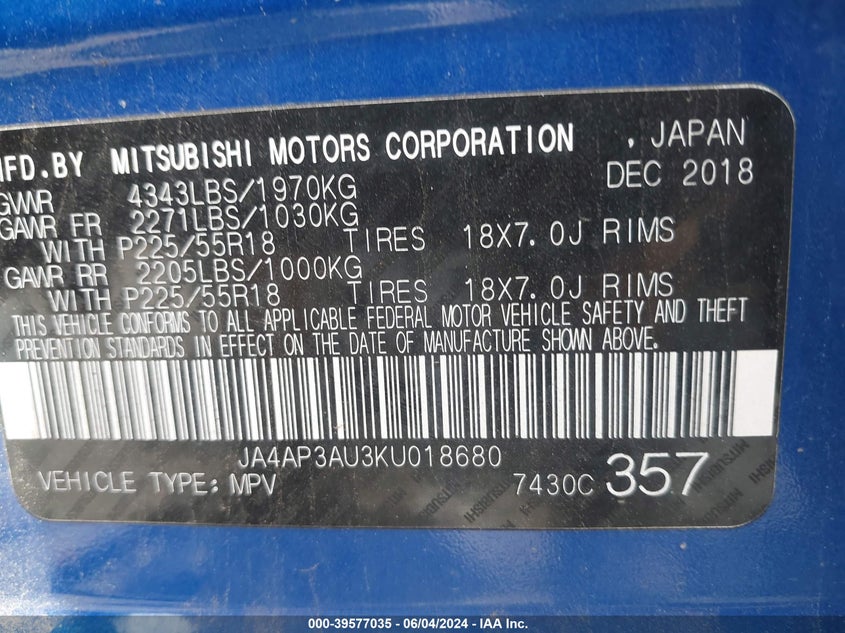 MFD.BY MITSUBISHI MOTORS CORPORATION , JAPAN
GVWR 4343LBS/1970KG DEC 2018
GAWR FR 2271LBS/1030KG
WITH P225/55R18 TIRES 18X7.0J RIMS
GAWR RR 2205LBS/1000KG
WITH P225/55R18 TIRES 18X7.0J RIMS
THIS VEHICLE CONFORMS TO ALL APPLICABLE FEDERAL MOTOR VEHICLE SAFETY AND THEFT
PREVENTION STANDARDS IN EFFECT ON THE DATE OF MANUFACTURE SHOWN ABOVE.
JA4AP3AU3KU018680
VEHICLE TYPE: MPV 7430C 357
MITSUBISHI
000-39577035 - 06/04/2024 - IAA Inc.